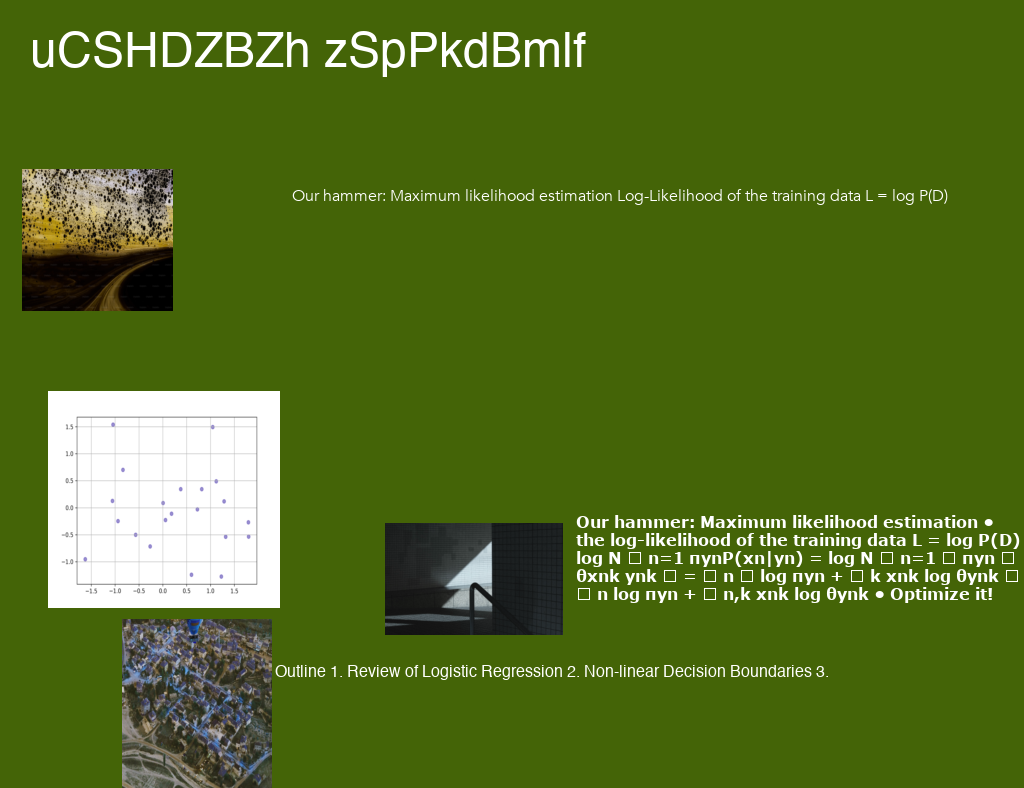 uCSHDZBZh zSpPkdBmlf
Our hammer: Maximum likelihood estimation Log-Likelihood of the training data L = log P(D)
1.5
1.0
0.5
0.0
−0.5
−1.0
−1.5 −1.0 −0.5 0.0 0.5 1.0 1.5
Our hammer: Maximum likelihood estimation •
the log-likelihood of the training data L = log P(D)
log N □ n=1 πynP(xn|yn) = log N □ n=1 □ πyn □
θxnk ynk □ = □ n □ log πyn + □ k xnk log θynk □
□ n log πyn + □ n,k xnk log θynk • Optimize it!
Outline 1. Review of Logistic Regression 2. Non-linear Decision Boundaries 3.